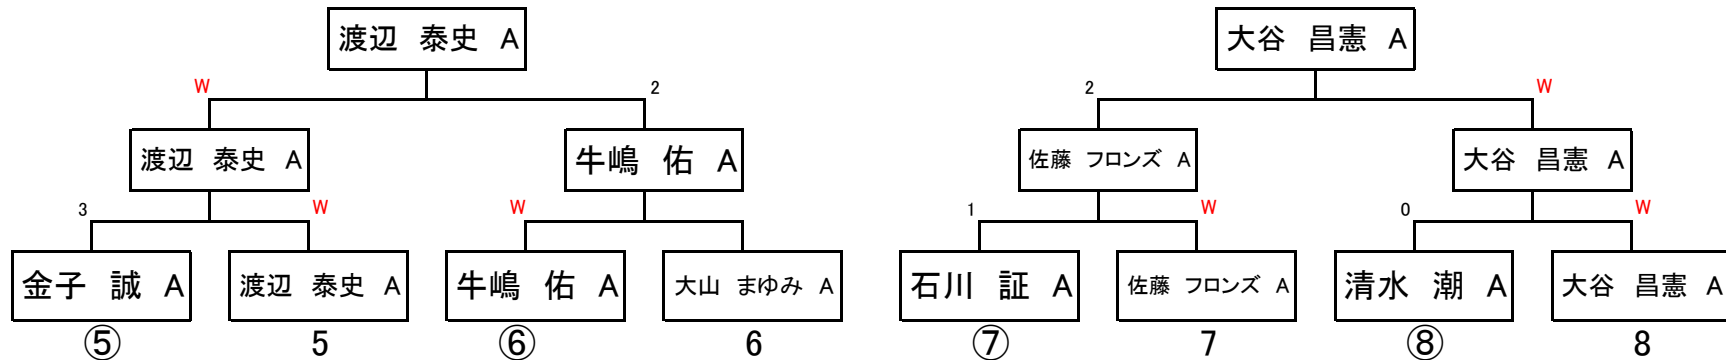 渡辺　泰史　A　大谷　昌憲　A
W　2　2　W
渡辺　泰史　A　牛嶋　佑　A　佐藤　フロンズ　A　大谷　昌憲　A
3　W　W　1　W　0　W
金子　誠　A　渡辺　泰史　A　牛嶋　佑　A　大山　まゆみ　A　石川　証　A　佐藤　フロンズ　A　清水　潮　A　大谷　昌憲　A
⑤　5　⑥　6　⑦　7　⑧　8